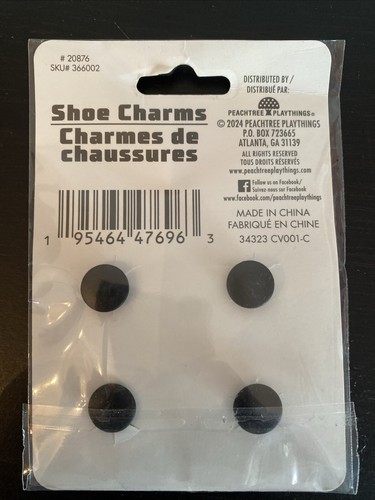 # 20876
SKU# 366002
Shoe Charms
Charmes de
chaussures
DISTRIBUTED BY /
DISTRIBUÉ PAR:
PEACHTREE PLAYTHINGS®
© 2024 PEACHTREE PLAYTHINGS
P.O. BOX 723665
ATLANTA, GA 31139
ALL RIGHTS RESERVED
TOUS DROITS RÉSERVÉS
www.peachtreeplaythings.com
f Follow us on Facebook/
Suivez-nous sur Facebook
www.facebook.com/peachtreeplaythings
MADE IN CHINA
FABRIQUÉ EN CHINE
34323 CV001-C
1 95464 47696 3